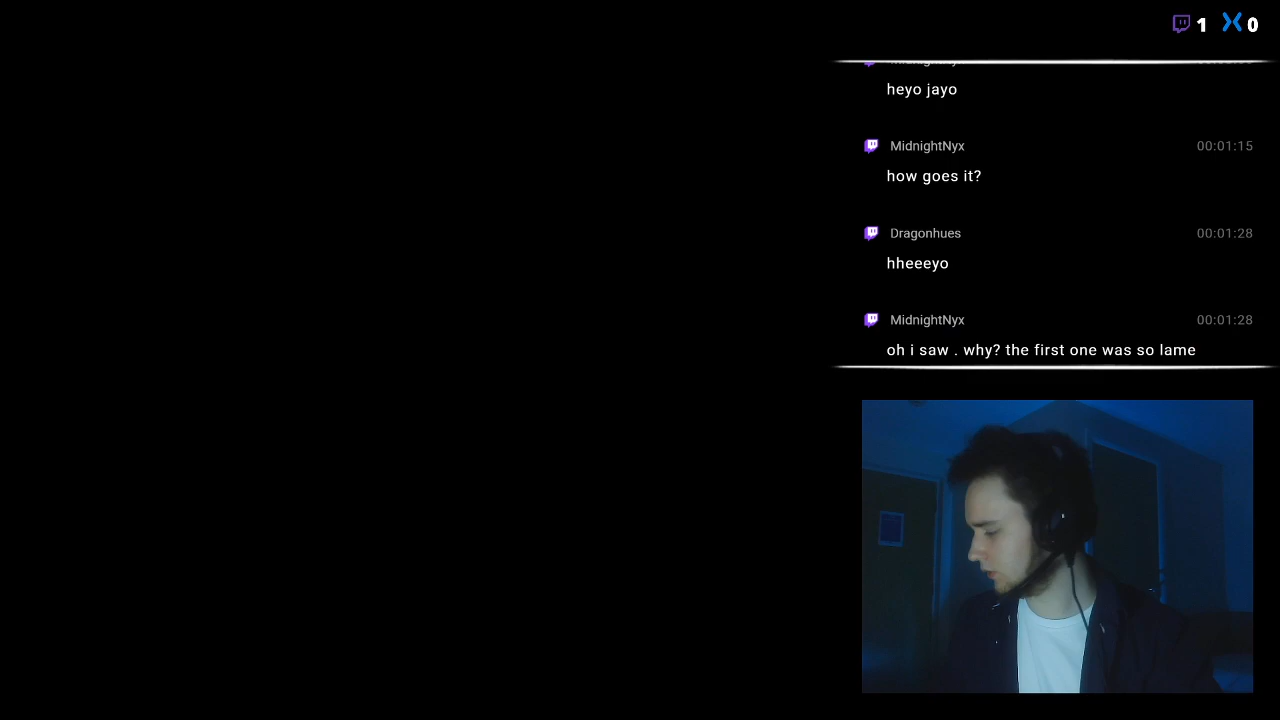 1 0
heyo jayo
MidnightNyx 00:01:15
how goes it?
Dragonhues 00:01:28
hheeeyo
MidnightNyx 00:01:28
oh i saw . why? the first one was so lame